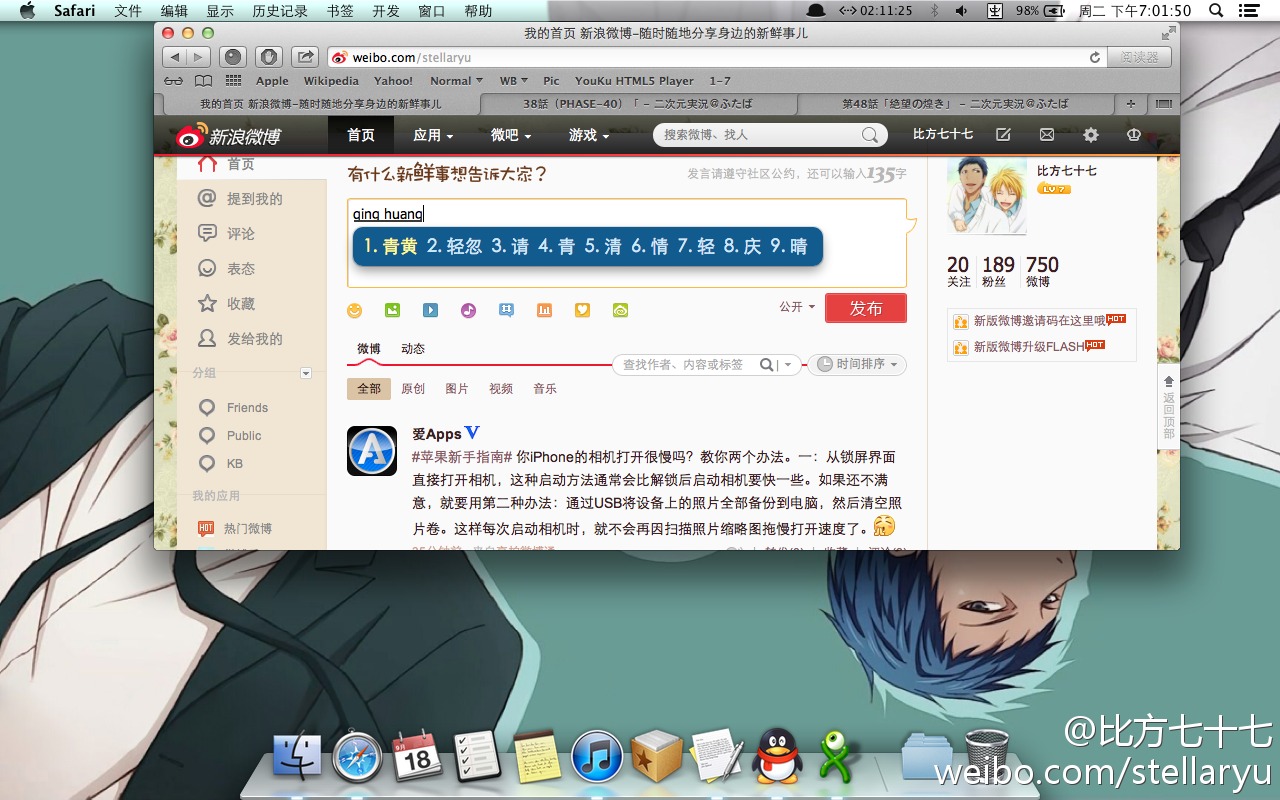 Safari 文件 编辑 显示 历史记录 书签 开发 窗口 帮助 02:11:25 98% 周二 下午7:01:50
我的首页 新浪微博-随时随地分享身边的新鲜事儿
weibo.com/stellaryu 阅读器
Apple Wikipedia Yahoo! Normal WB Pic YouKu HTML5 Player 1-7
我的首页 新浪微博-随时随地分享身边的新鲜事儿 38話（PHASE-40）「 - 二次元実況@ふたば 第48話「絶望の煌き」 - 二次元実況@ふたば
新浪微博 首页 应用 微吧 游戏 搜索微博、找人 比方七十七
首页
提到我的
评论
表态
收藏
发给我的
分组
Friends
Public
KB
我的应用
HOT 热门微博
有什么新鲜事想告诉大家? 发言请遵守社区公约，还可以输入135字
qing huang
1. 青黄 2. 轻忽 3. 请 4. 青 5. 清 6. 情 7. 轻 8. 庆 9. 晴
公开 发布
微博 动态
查找作者、内容或标签 时间排序
全部 原创 图片 视频 音乐
爱Apps V
#苹果新手指南# 你iPhone的相机打开很慢吗？教你两个办法。一：从锁屏界面
直接打开相机，这种启动方法通常会比解锁后启动相机要快一些。如果还不满
意，就要用第二种办法：通过USB将设备上的照片全部备份到电脑，然后清空照
片卷。这样每次启动相机时，就不会再因扫描照片缩略图拖慢打开速度了。
比方七十七
LV 7
20 189 750
关注 粉丝 微博
新版微博邀请码在这里哦 HOT
新版微博升级FLASH HOT
返回顶部
9月
18
@比方七十七
weibo.com/stellaryu